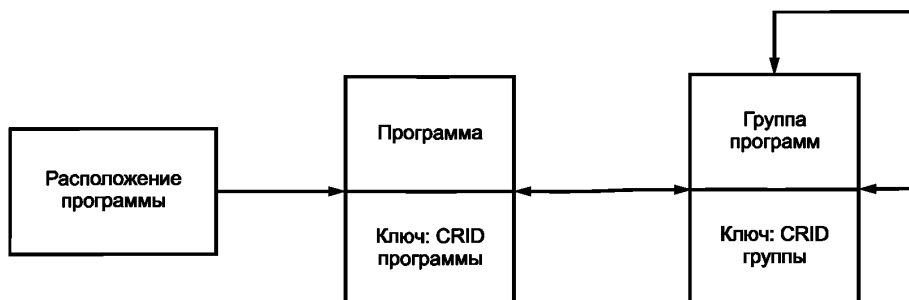 Расположение
программы
Программа
Ключ: CRID
программы
Группа
программ
Ключ: CRID
группы